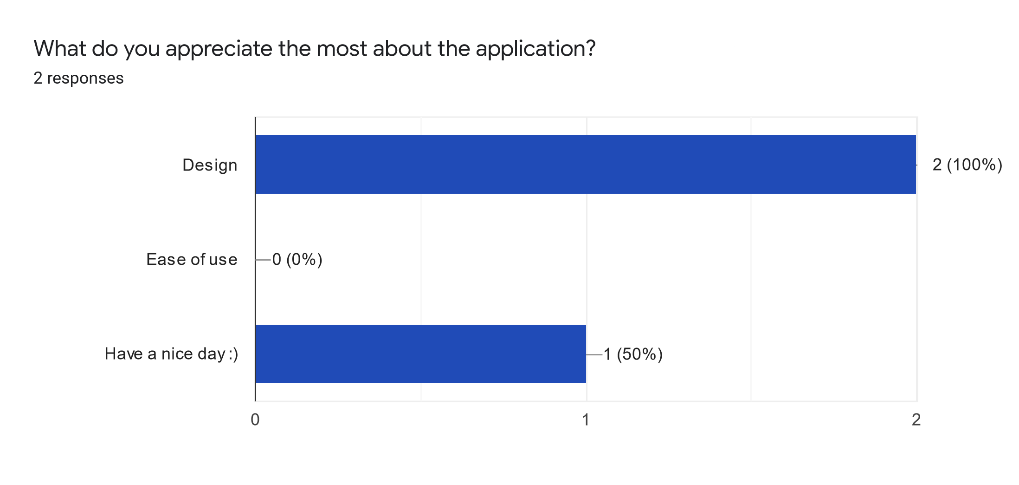 What do you appreciate the most about the application?
2 responses
Design
2 (100%)
Ease of use
0 (0%)
Have a nice day :)
1 (50%)
0
1
2